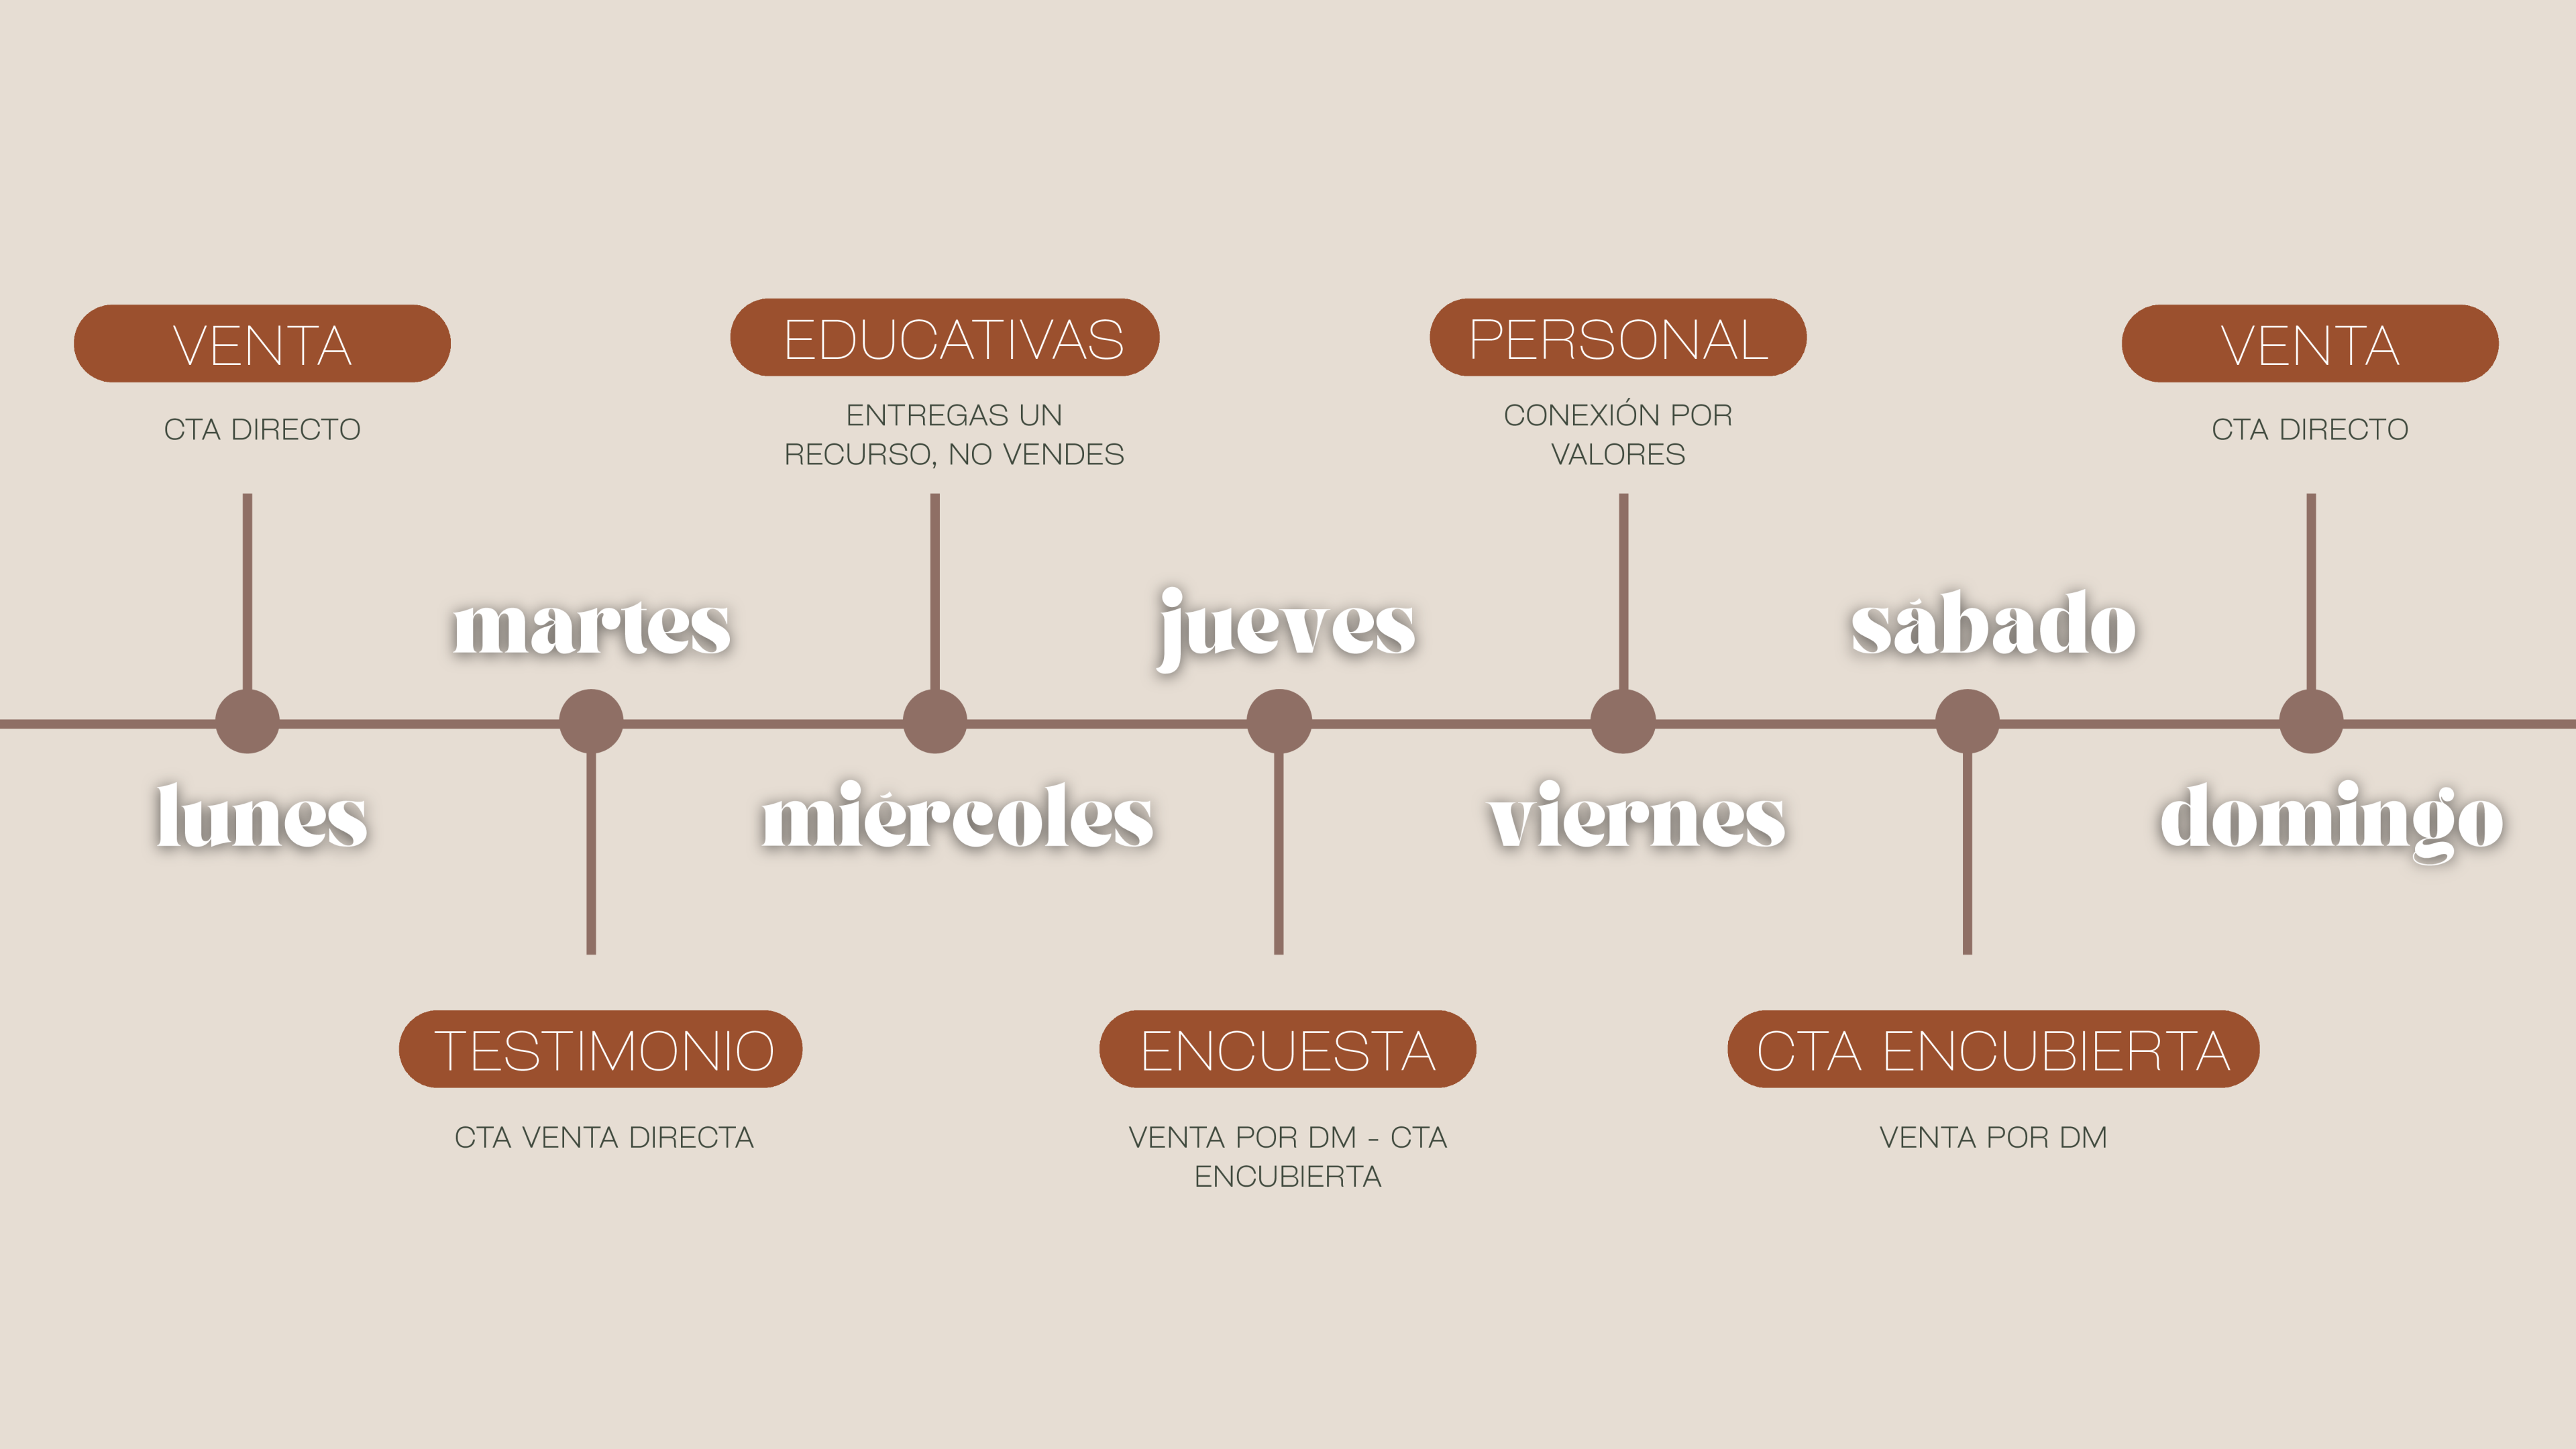 VENTA
CTA DIRECTO
EDUCATIVAS
ENTREGAS UN
RECURSO, NO VENDES
PERSONAL
CONEXIÓN POR
VALORES
VENTA
CTA DIRECTO
martes
jueves
sábado
lunes
miércoles
viernes
domingo
TESTIMONIO
CTA VENTA DIRECTA
ENCUESTA
VENTA POR DM - CTA
ENCUBIERTA
CTA ENCUBIERTA
VENTA POR DM